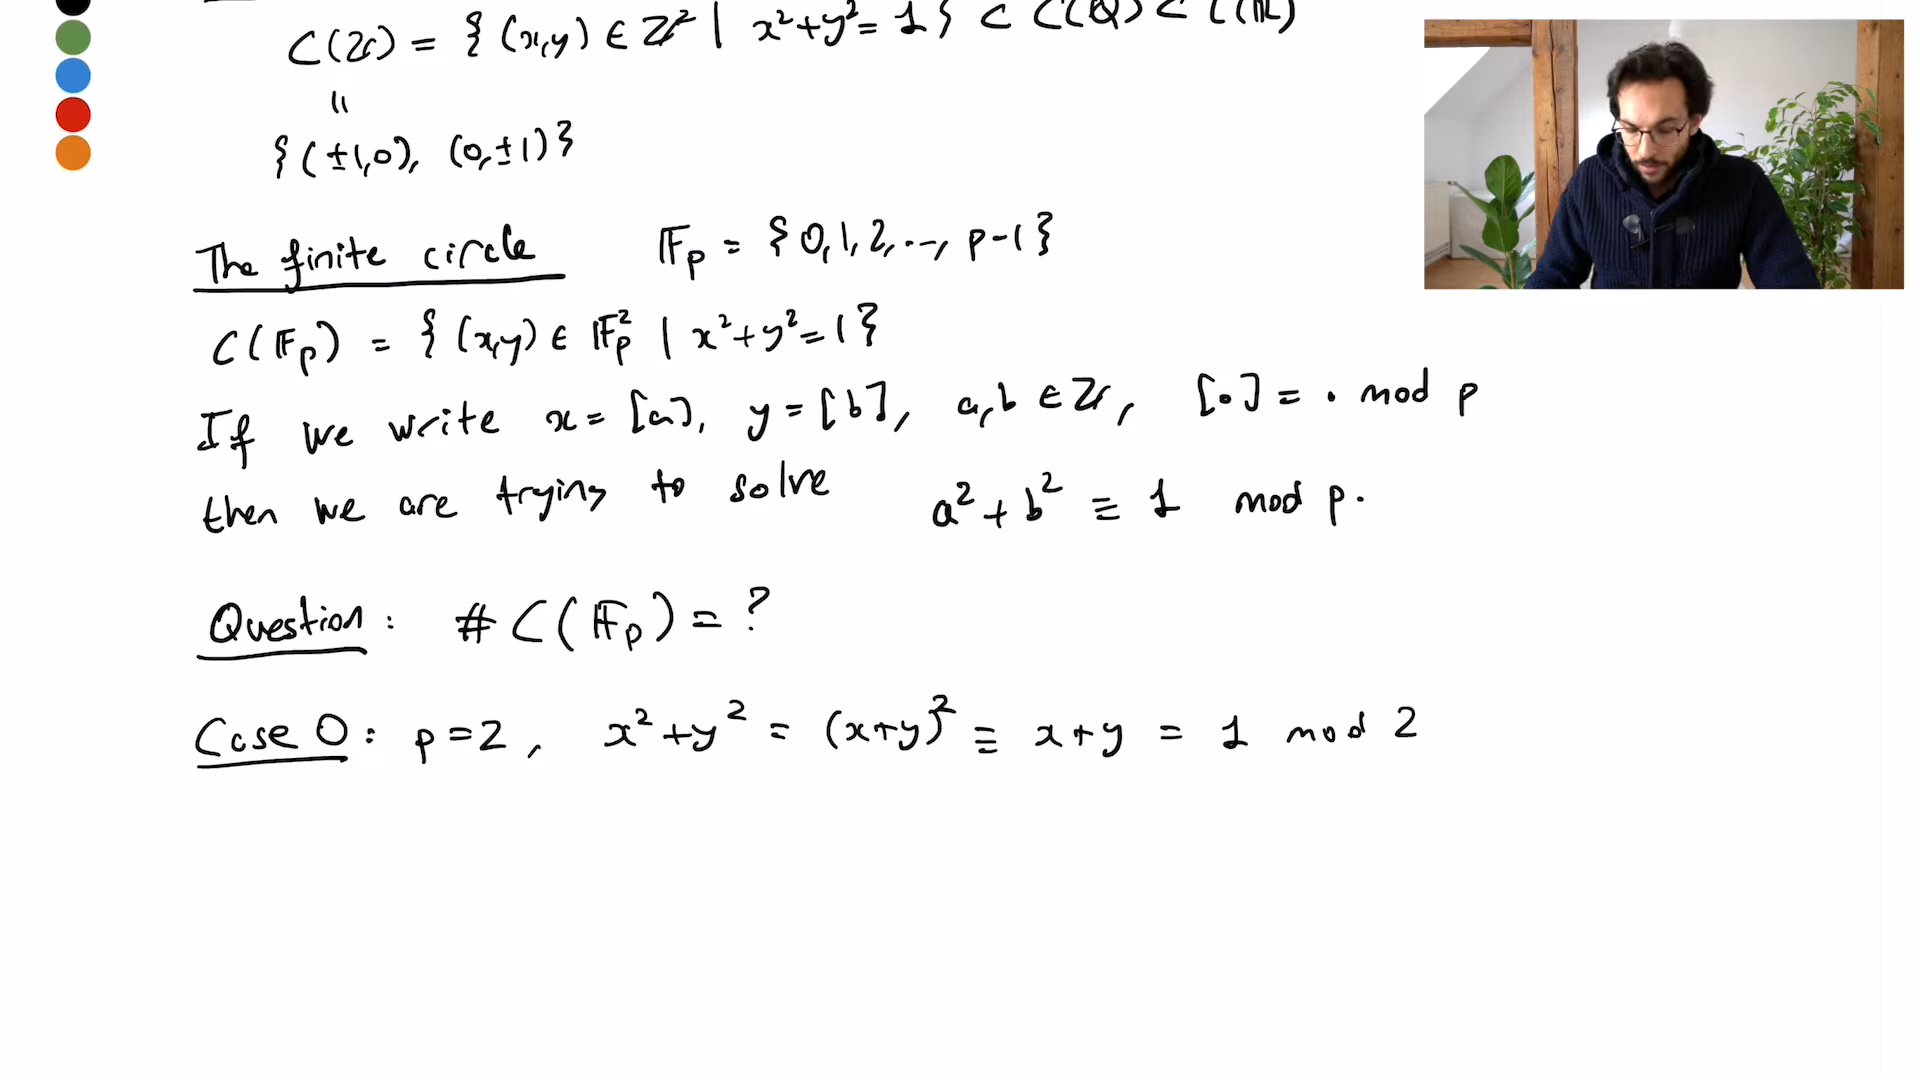 C(ℤ) = {(x,y) ∈ ℤ² | x²+y²=1} ⊂ C(ℚ) ⊂ C(ℝ)
=
{(±1,0), (0,±1)}
The finite circle 𝔽p = {0,1,2,..., p-1}
C(𝔽p) = {(x,y) ∈ 𝔽p² | x²+y²=1}
If we write x=[a], y=[b], a,b ∈ ℤ, [•] = • mod p
then we are trying to solve a²+b² ≡ 1 mod p.
Question: # C(𝔽p) = ?
Case 0: p=2, x²+y² = (x+y)² ≡ x+y = 1 mod 2